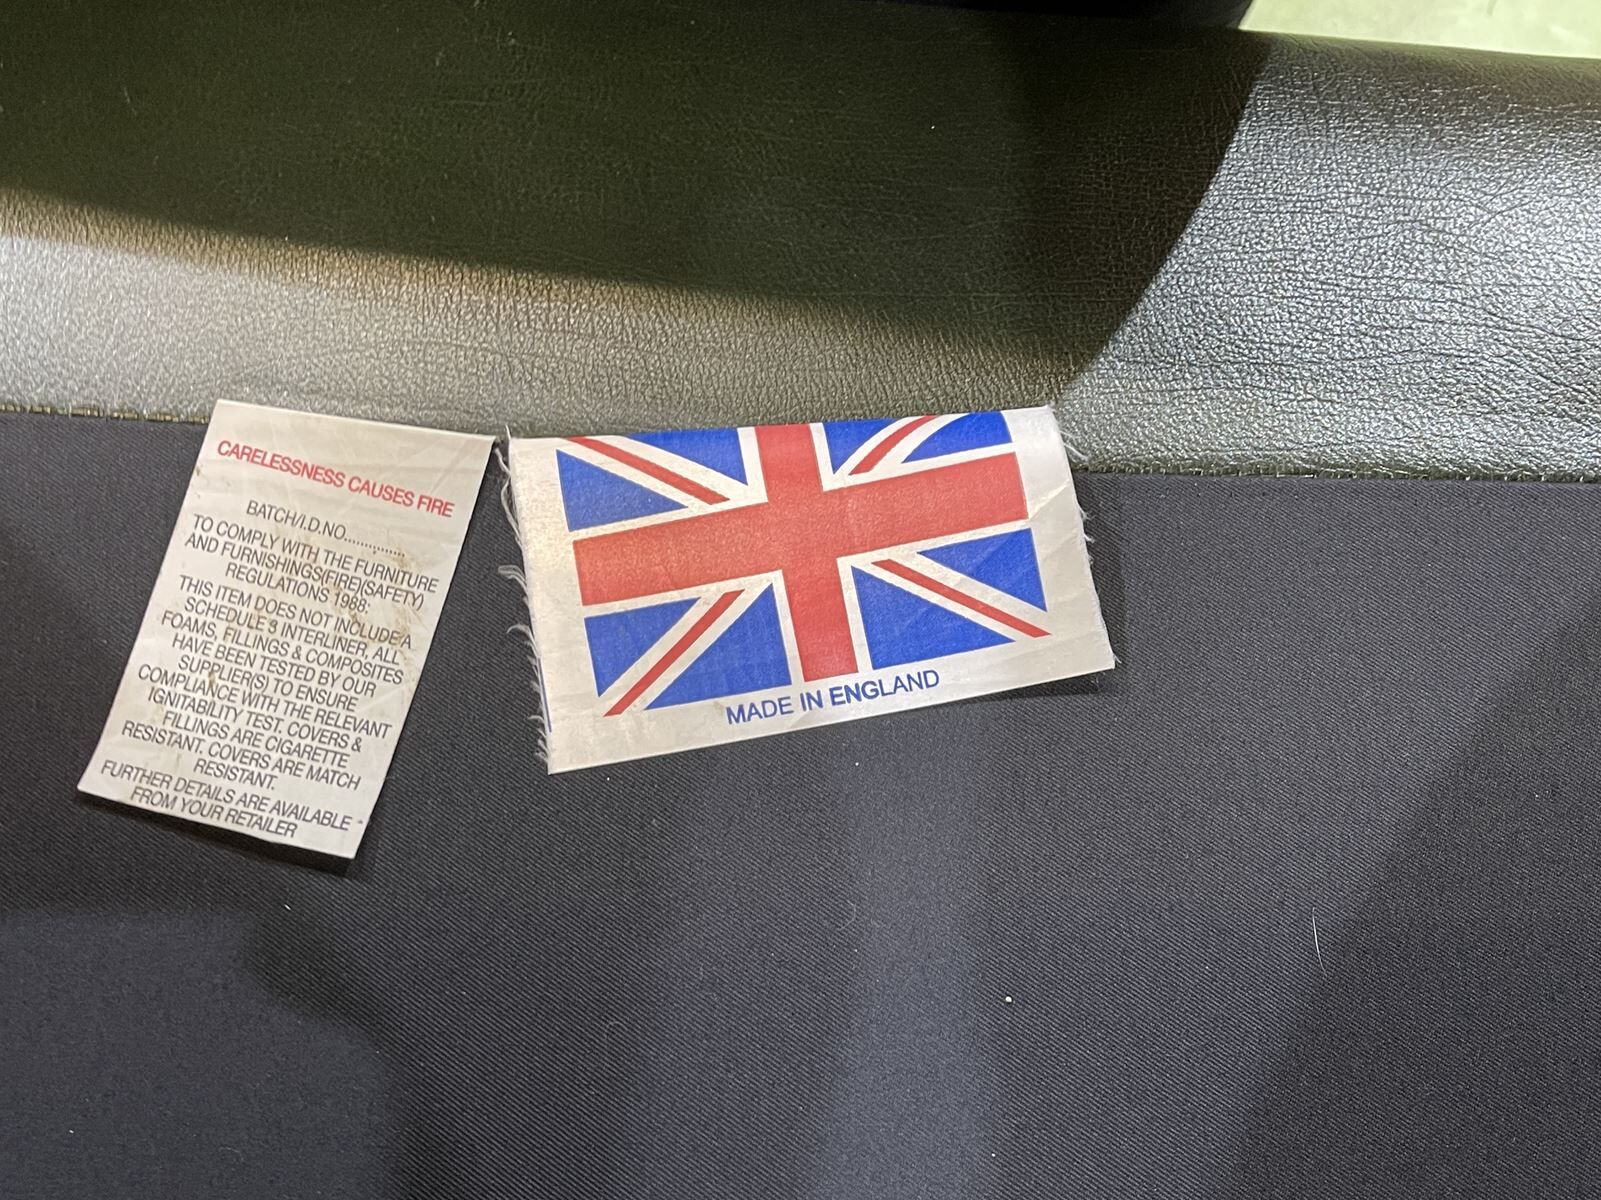 CARELESSNESS CAUSES FIRE
BATCH/I.D.NO...............
TO COMPLY WITH THE FURNITURE
AND FURNISHINGS(FIRE)(SAFETY)
REGULATIONS 1988:
THIS ITEM DOES NOT INCLUDE A
SCHEDULE 3 INTERLINER, ALL
FOAMS, FILLINGS & COMPOSITES
HAVE BEEN TESTED BY OUR
SUPPLIER(S) TO ENSURE
COMPLIANCE WITH THE RELEVANT
IGNITABILITY TEST. COVERS &
FILLINGS ARE CIGARETTE
RESISTANT. COVERS ARE MATCH
RESISTANT.
FURTHER DETAILS ARE AVAILABLE
FROM YOUR RETAILER
MADE IN ENGLAND